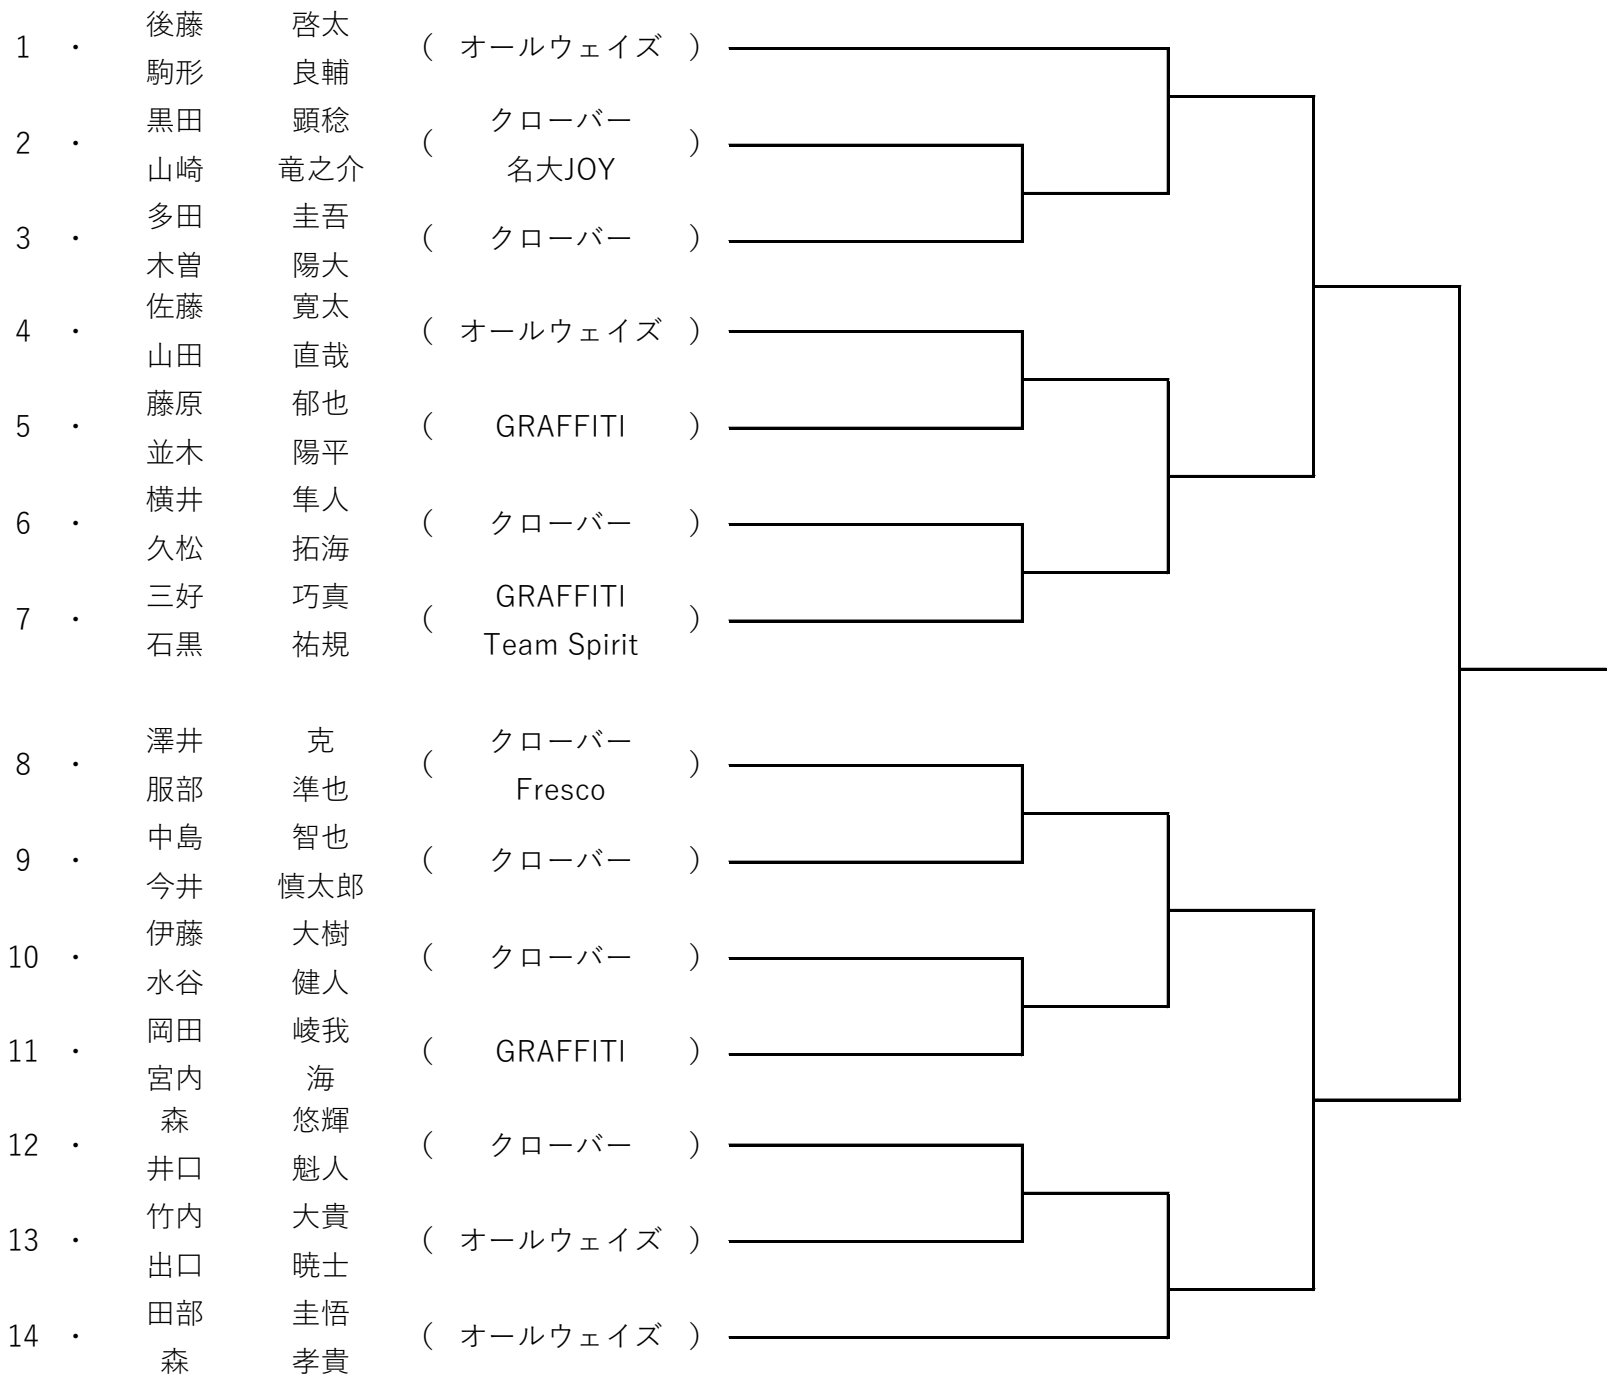 後藤 啓太
1 ・ ( オールウェイズ )
駒形 良輔
黒田 顕稔 クローバー
2 ・ ( )
山崎 竜之介 名大JOY
多田 圭吾
3 ・ ( クローバー )
木曽 陽大
佐藤 寛太
4 ・ ( オールウェイズ )
山田 直哉
藤原 郁也
5 ・ ( GRAFFITI )
並木 陽平
横井 隼人
6 ・ ( クローバー )
久松 拓海
三好 巧真 GRAFFITI
7 ・ ( )
石黒 祐規 Team Spirit
澤井 克 クローバー
8 ・ ( )
服部 準也 Fresco
中島 智也
9 ・ ( クローバー )
今井 慎太郎
伊藤 大樹
10 ・ ( クローバー )
水谷 健人
岡田 崚我
11 ・ ( GRAFFITI )
宮内 海
森 悠輝
12 ・ ( クローバー )
井口 魁人
竹内 大貴
13 ・ ( オールウェイズ )
出口 暁士
田部 圭悟
14 ・ ( オールウェイズ )
森 孝貴